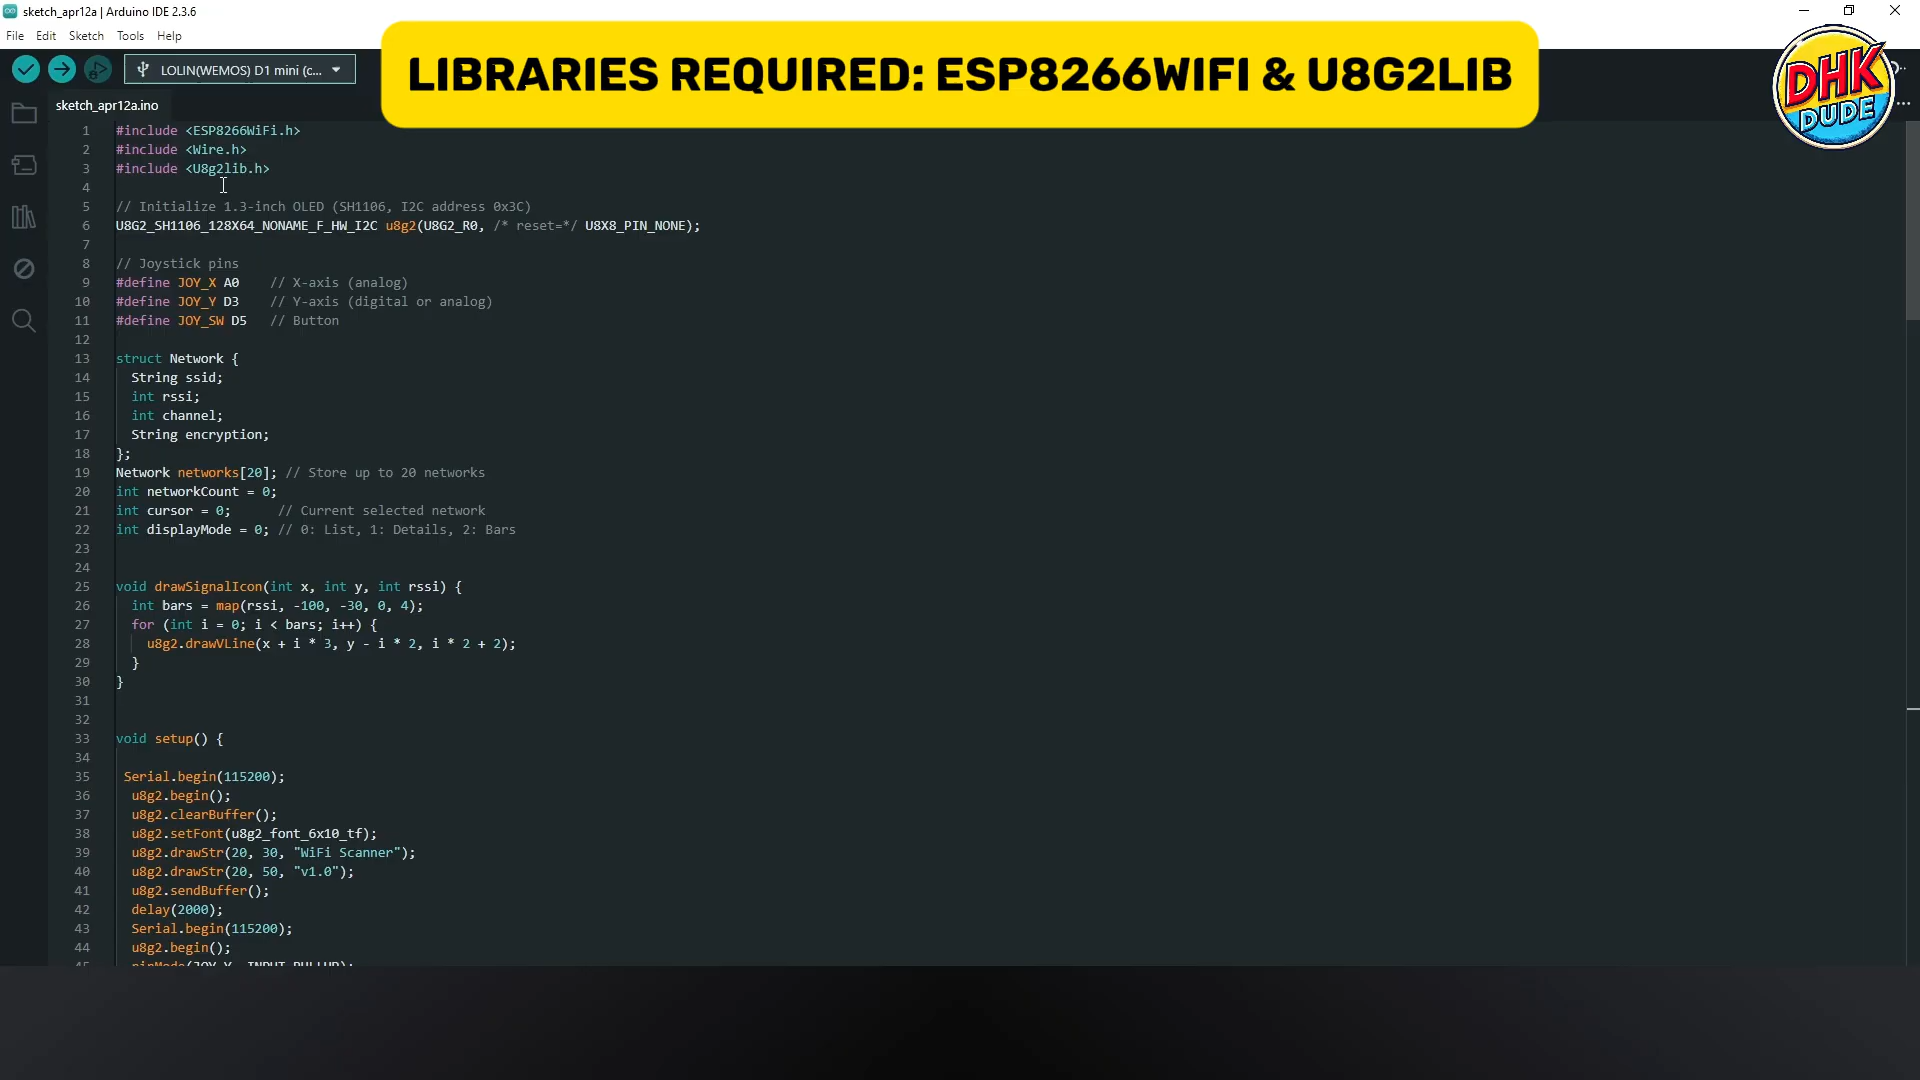 sketch_apr12a | Arduino IDE 2.3.6
File Edit Sketch Tools Help
LOLIN(WEMOS) D1 mini (c...
LIBRARIES REQUIRED: ESP8266WIFI & U8G2LIB
DHK
DUDE
sketch_apr12a.ino
1 #include <ESP8266WiFi.h>
2 #include <Wire.h>
3 #include <U8g2lib.h>
4
5 // Initialize 1.3-inch OLED (SH1106, I2C address 0x3C)
6 U8G2_SH1106_128X64_NONAME_F_HW_I2C u8g2(U8G2_R0, /* reset=*/ U8X8_PIN_NONE);
7
8 // Joystick pins
9 #define JOY_X A0 // X-axis (analog)
10 #define JOY_Y D3 // Y-axis (digital or analog)
11 #define JOY_SW D5 // Button
12
13 struct Network {
14 String ssid;
15 int rssi;
16 int channel;
17 String encryption;
18 };
19 Network networks[20]; // Store up to 20 networks
20 int networkCount = 0;
21 int cursor = 0; // Current selected network
22 int displayMode = 0; // 0: List, 1: Details, 2: Bars
23
24
25 void drawSignalIcon(int x, int y, int rssi) {
26 int bars = map(rssi, -100, -30, 0, 4);
27 for (int i = 0; i < bars; i++) {
28 u8g2.drawVLine(x + i * 3, y - i * 2, i * 2 + 2);
29 }
30 }
31
32
33 void setup() {
34
35 Serial.begin(115200);
36 u8g2.begin();
37 u8g2.clearBuffer();
38 u8g2.setFont(u8g2_font_6x10_tf);
39 u8g2.drawStr(20, 30, "WiFi Scanner");
40 u8g2.drawStr(20, 50, "v1.0");
41 u8g2.sendBuffer();
42 delay(2000);
43 Serial.begin(115200);
44 u8g2.begin();
45 pinMode(JOY_Y, INPUT_PULLUP);